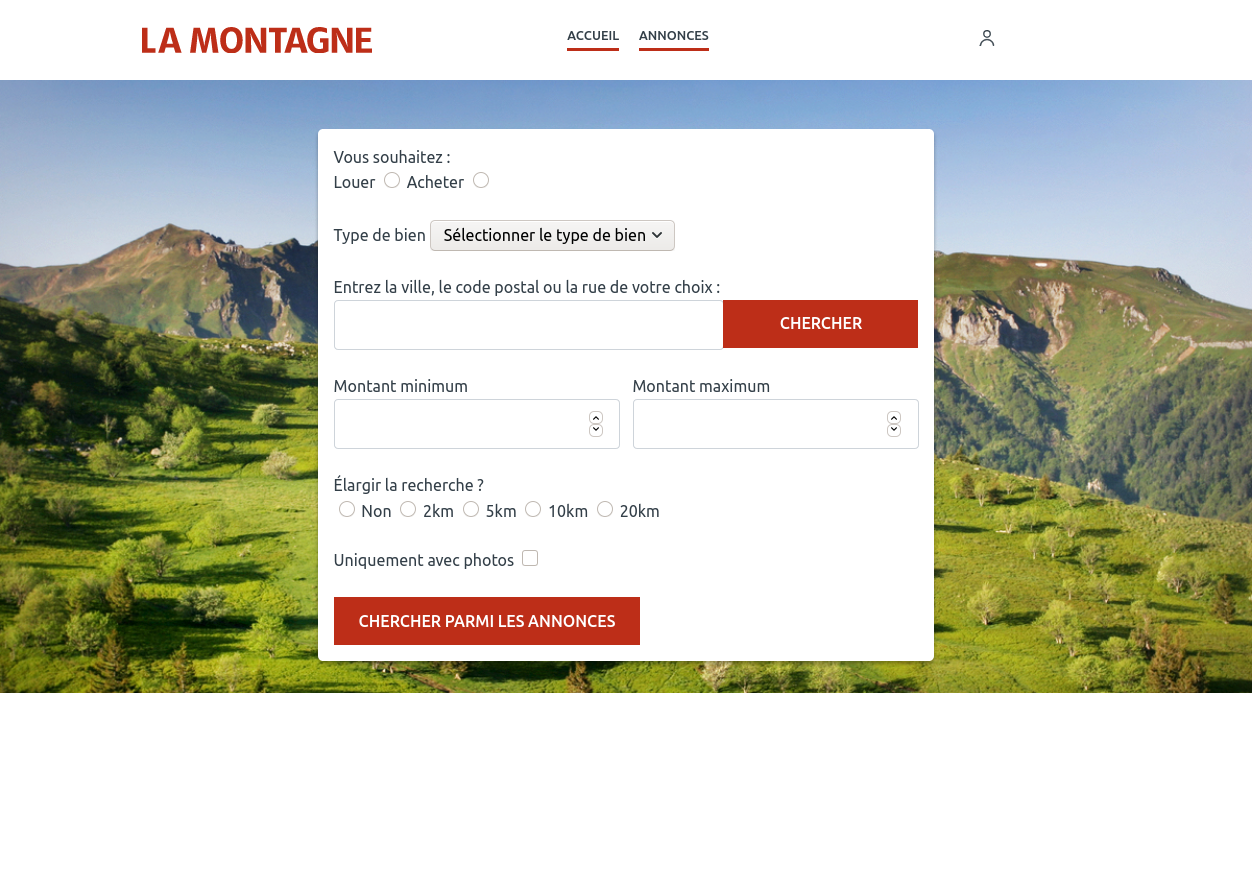 LA MONTAGNE
ACCUEIL ANNONCES
Vous souhaitez :
Louer Acheter
Type de bien Sélectionner le type de bien
Entrez la ville, le code postal ou la rue de votre choix :
CHERCHER
Montant minimum Montant maximum
Élargir la recherche ?
Non 2km 5km 10km 20km
Uniquement avec photos
CHERCHER PARMI LES ANNONCES